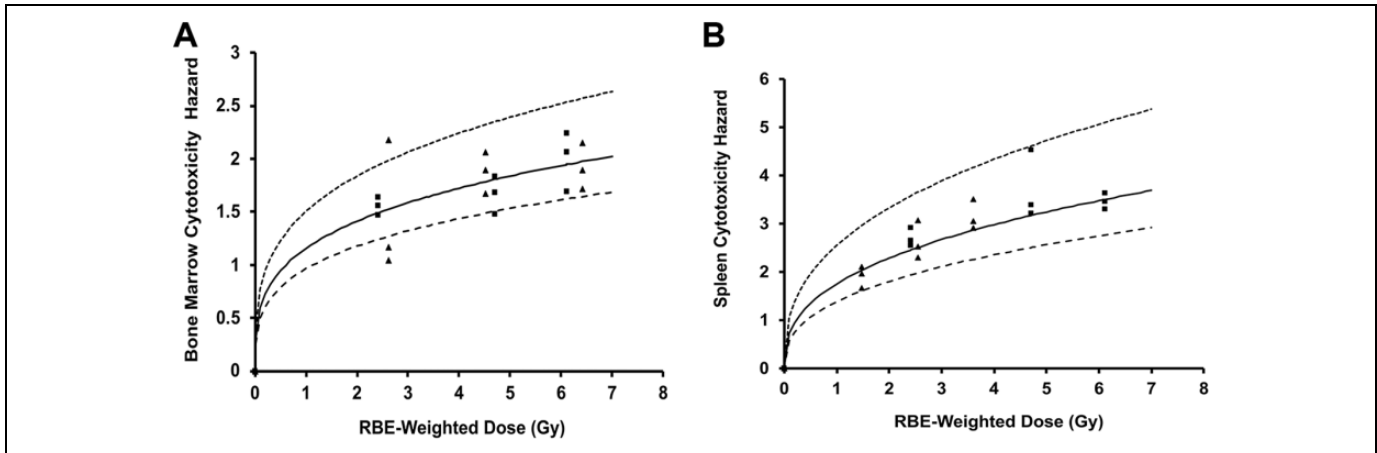 A
Bone Marrow Cytotoxicity Hazard
3
2.5
2
1.5
1
0.5
0
0 1 2 3 4 5 6 7 8
RBE-Weighted Dose (Gy)
B
Spleen Cytotoxicity Hazard
6
5
4
3
2
1
0
0 1 2 3 4 5 6 7 8
RBE-Weighted Dose (Gy)